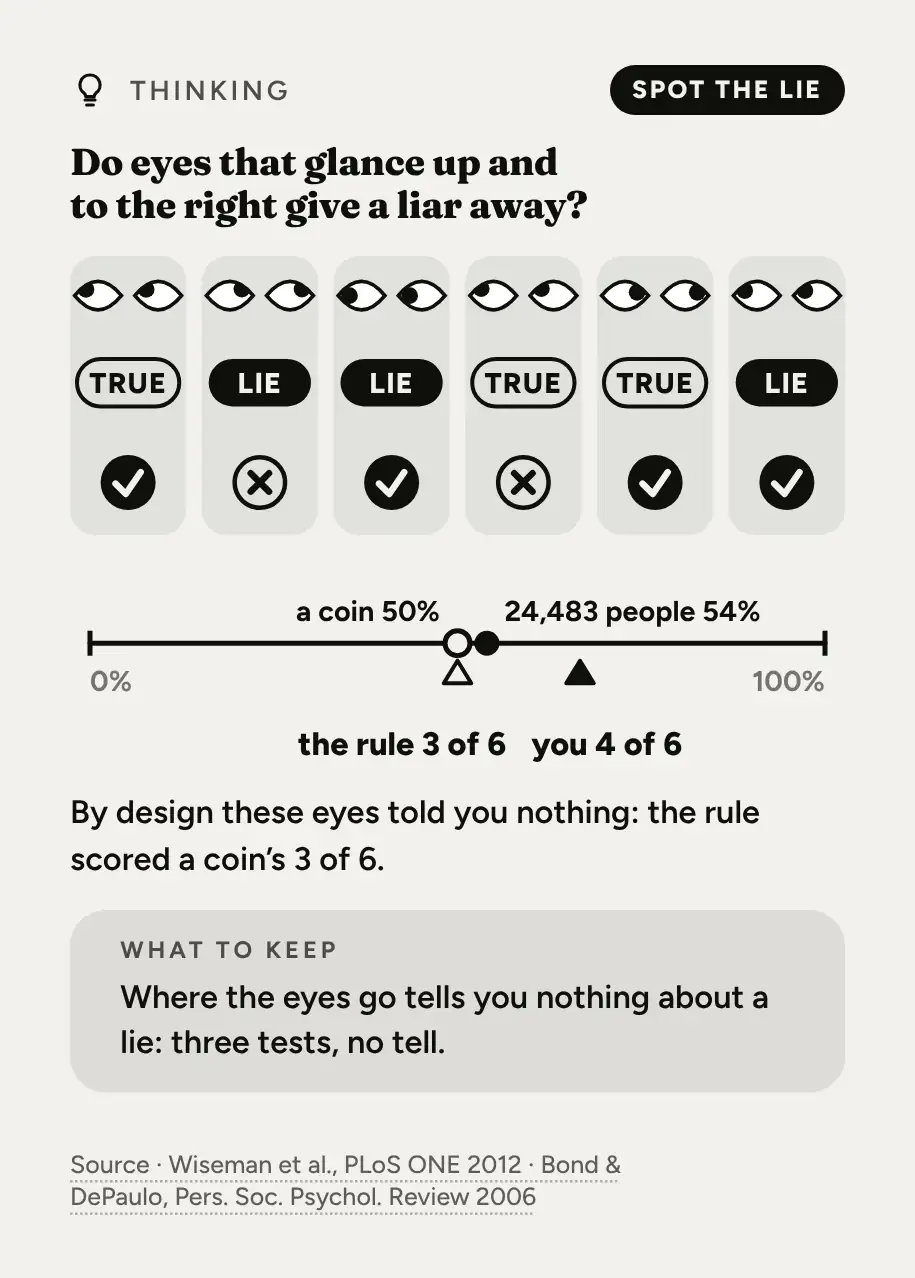 THINKING
SPOT THE LIE
Do eyes that glance up and
to the right give a liar away?
TRUE LIE LIE TRUE TRUE LIE
a coin 50% 24,483 people 54%
0% 100%
the rule 3 of 6 you 4 of 6
By design these eyes told you nothing: the rule
scored a coin’s 3 of 6.
WHAT TO KEEP
Where the eyes go tells you nothing about a
lie: three tests, no tell.
Source · Wiseman et al., PLoS ONE 2012 · Bond &
DePaulo, Pers. Soc. Psychol. Review 2006